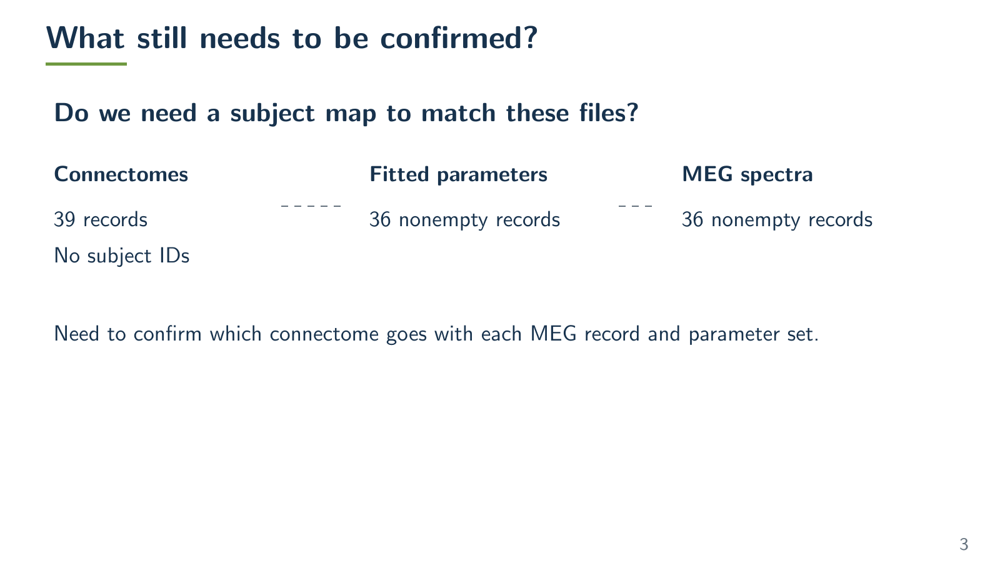 What still needs to be confirmed?
Do we need a subject map to match these files?
Connectomes
39 records
No subject IDs
Fitted parameters
36 nonempty records
MEG spectra
36 nonempty records
Need to confirm which connectome goes with each MEG record and parameter set.
3